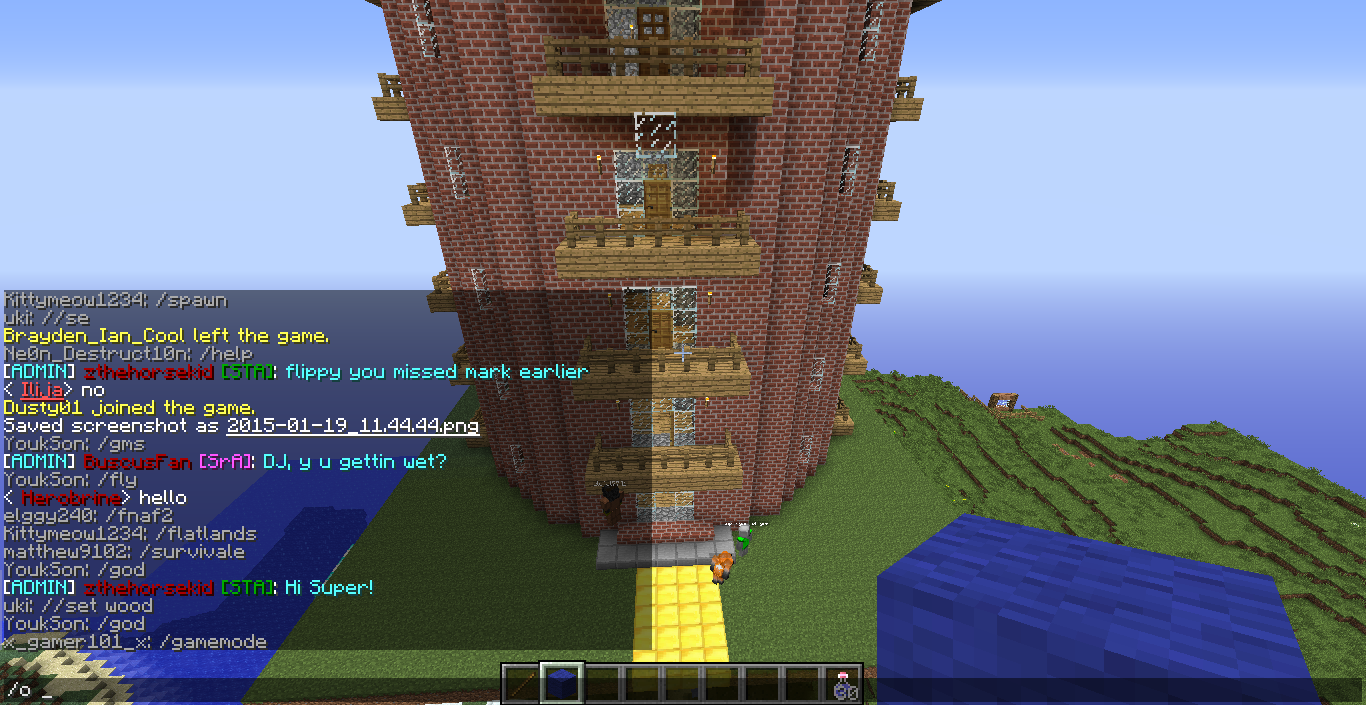 Kittymeow1234: /spawn
uki: //se
Brayden_Ian_Cool left the game.
Ne0n_Destruct10n: /help
[ADMIN] zthehorsekid [STA]: flippy you missed mark earlier
< Ilija> no
Dusty01 joined the game.
Saved screenshot as 2015-01-19_11.44.44.png
YoukSon: /gms
[ADMIN] BuscusFan [SrA]: DJ, y u gettin wet?
YoukSon: /fly
< Herobrine> hello
elggy240: /fnaf2
Kittymeow1234: /flatlands
matthew9102: /survivale
YoukSon: /god
[ADMIN] zthehorsekid [STA]: Hi Super!
uki: //set wood
YoukSon: /god
x_gamer101_x: /gamemode
/o _